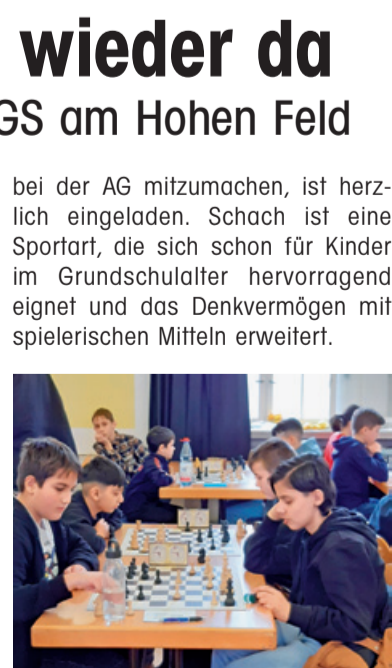 wieder da
GS am Hohen Feld
bei der AG mitzumachen, ist herz-
lich eingeladen. Schach ist eine
Sportart, die sich schon für Kinder
im Grundschulalter hervorragend
eignet und das Denkvermögen mit
spielerischen Mitteln erweitert.